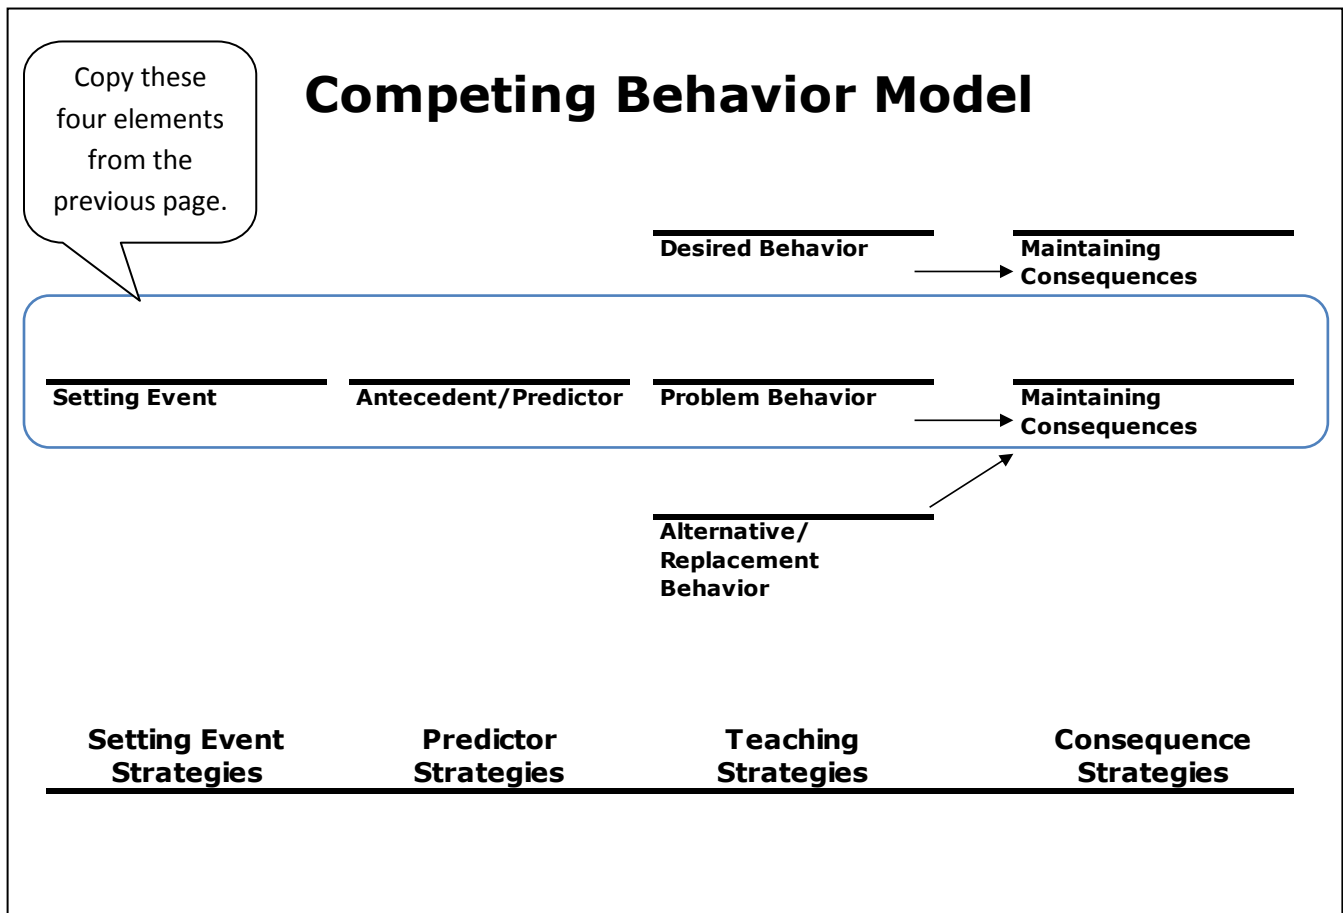 Copy these
four elements
from the
previous page.
Competing Behavior Model
Desired Behavior
Maintaining
Consequences
Setting Event
Antecedent/Predictor
Problem Behavior
Maintaining
Consequences
Alternative/
Replacement
Behavior
Setting Event
Strategies
Predictor
Strategies
Teaching
Strategies
Consequence
Strategies